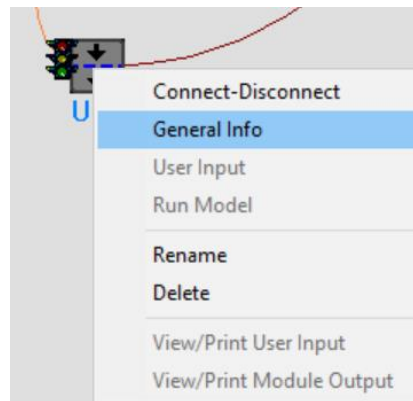 U
Connect-Disconnect
General Info
User Input
Run Model
Rename
Delete
View/Print User Input
View/Print Module Output